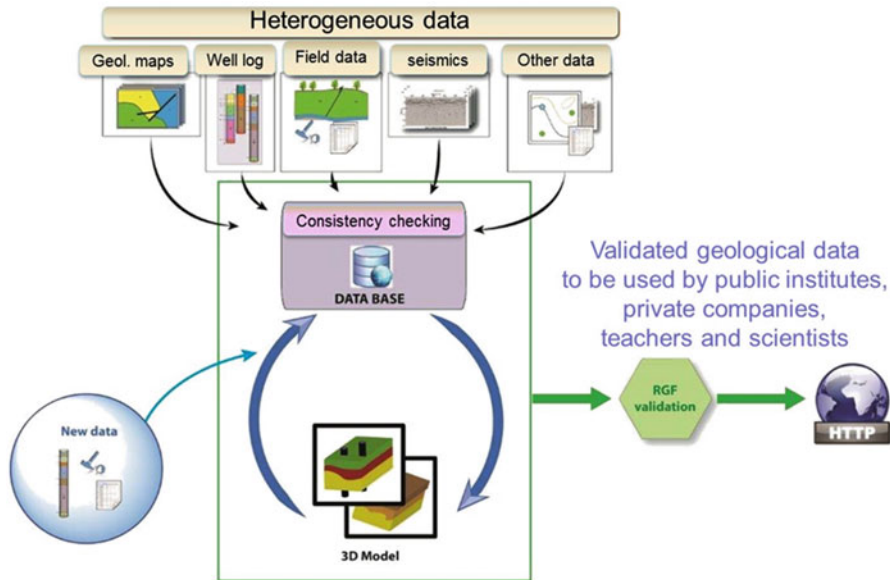 Heterogeneous data
Geol. maps
Well log
Field data
seismics
Other data
Consistency checking
DATA BASE
Validated geological data
to be used by public institutes,
private companies,
teachers and scientists
RGF
validation
HTTP
New data
3D Model